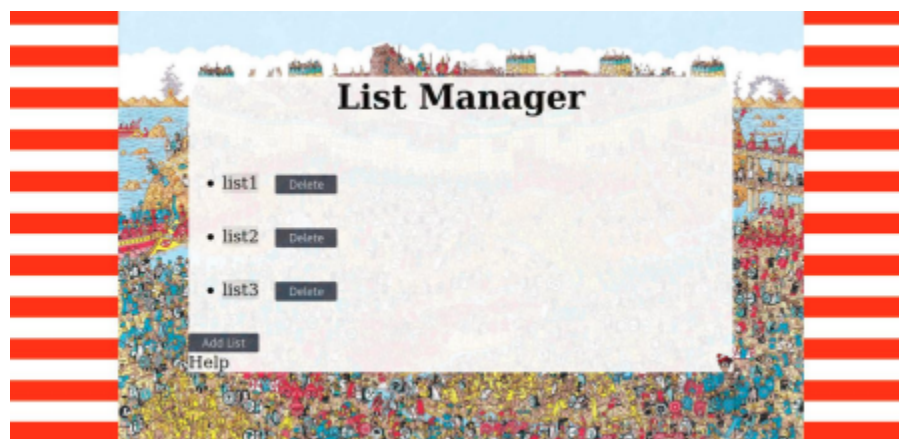 List Manager
list1 Delete
list2 Delete
list3 Delete
Add List
Help